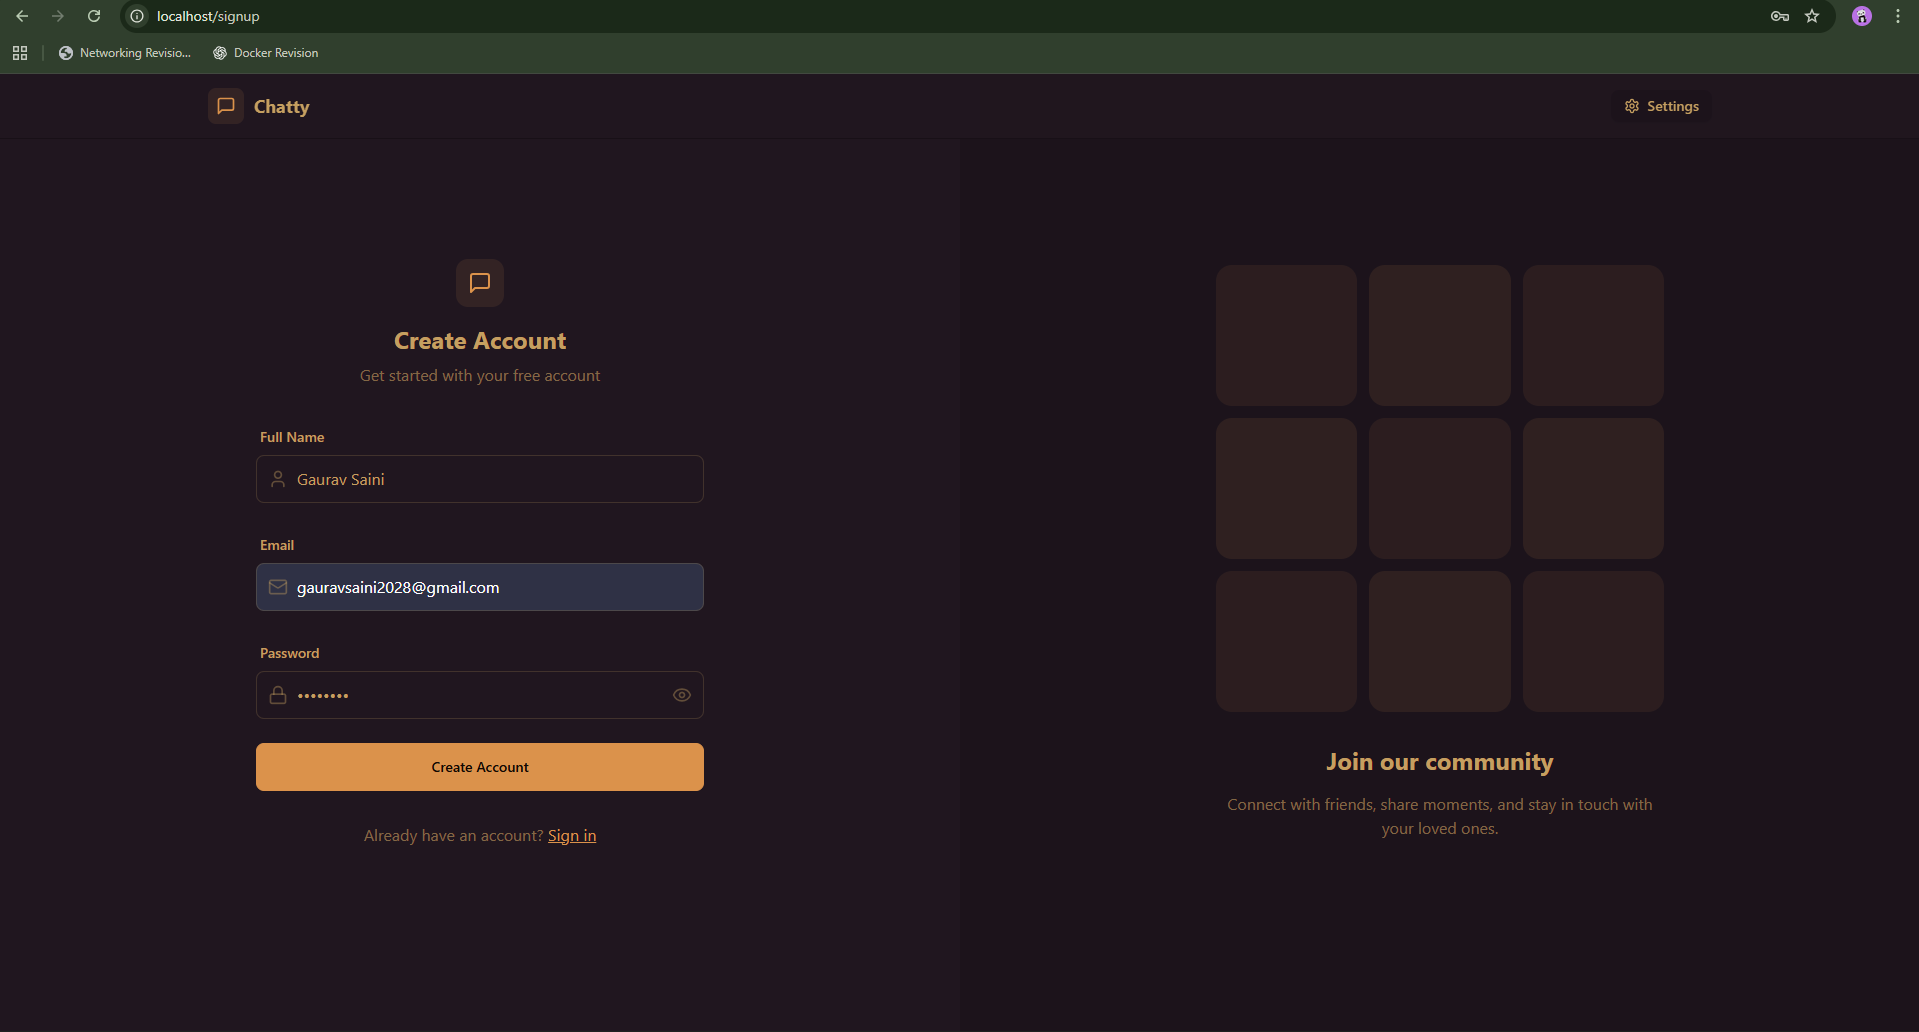 localhost/signup
Networking Revisio...
Docker Revision
Chatty
Settings
Create Account
Get started with your free account
Full Name
Gaurav Saini
Email
gauravsaini2028@gmail.com
Password
••••••••
Create Account
Already have an account? Sign in
Join our community
Connect with friends, share moments, and stay in touch with
your loved ones.